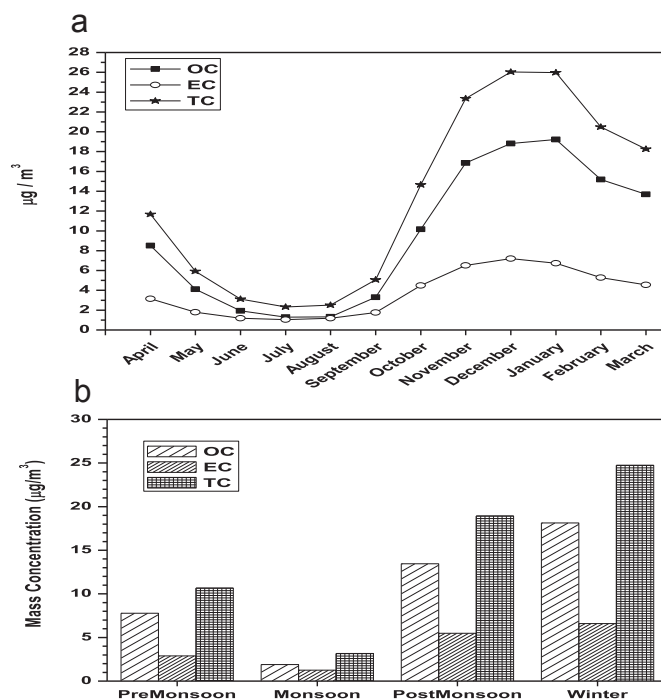 a
28
26
24
22
20
18
16
14
12
10
8
6
4
2
0
µg / m³
OC
EC
TC
April
May
June
July
August
September
October
November
December
January
February
March
b
30
25
20
15
10
5
0
Mass Concentration (µg/m³)
OC
EC
TC
PreMonsoon Monsoon PostMonsoon Winter